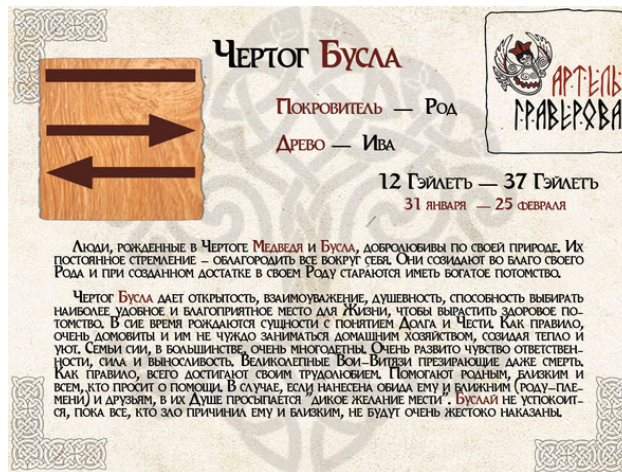 Чертог Бусла
АРТЕЛЬ
ГРАВЕРОВА
Покровитель — Род
Древо — Ива
12 Гэйлетъ — 37 Гэйлетъ
31 января — 25 февраля
Люди, рожденные в Чертоге Медведя и Бусла, добролюбивы по своей природе. Их
постоянное стремление – облагородить все вокруг себя. Они созидают во благо своего
Рода и при созданном достатке в своем Роду стараются иметь богатое потомство.
Чертог Бусла дает открытость, взаимоуважение, душевность, способность выбирать
наиболее удобное и благоприятное место для Жизни, чтобы вырастить здоровое по-
томство. В сие время рождаются сущности с понятием Долга и Чести. Как правило,
очень домовиты и им не чуждо заниматься домашним хозяйством, созидая тепло и
уют. Семьи сии, в большинстве, очень многодетны. Очень развито чувство ответствен-
ности, сила и выносливость. Великолепные Вои-Витязи презирающие даже смерть.
Как правило, всего достигают своим трудолюбием. Помогают родным, близким и
всем, кто просит о помощи. В случае, если нанесена обида ему и ближним (роду-пле-
мени) и друзьям, в их Душе просыпается "дикое желание мести". Буслай не успокоит-
ся, пока все, кто зло причинил ему и близким, не будут очень жестоко наказаны.